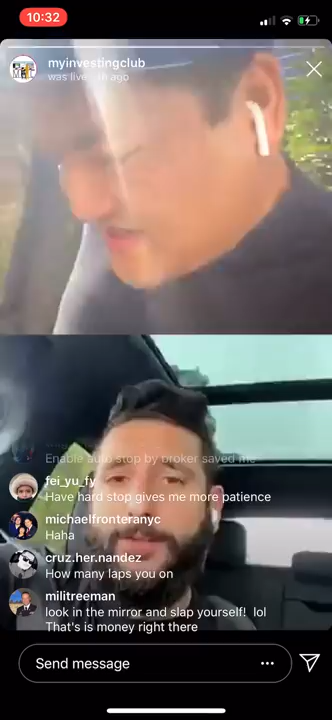 10:32
myinvestingclub
was live 1h ago
Enable auto stop by broker saved me
fei_yu_fy
Have hard stop gives me more patience
michaelfronteranyc
Haha
cruz.her.nandez
How many laps you on
militreeman
look in the mirror and slap yourself! lol
That's is money right there
Send message